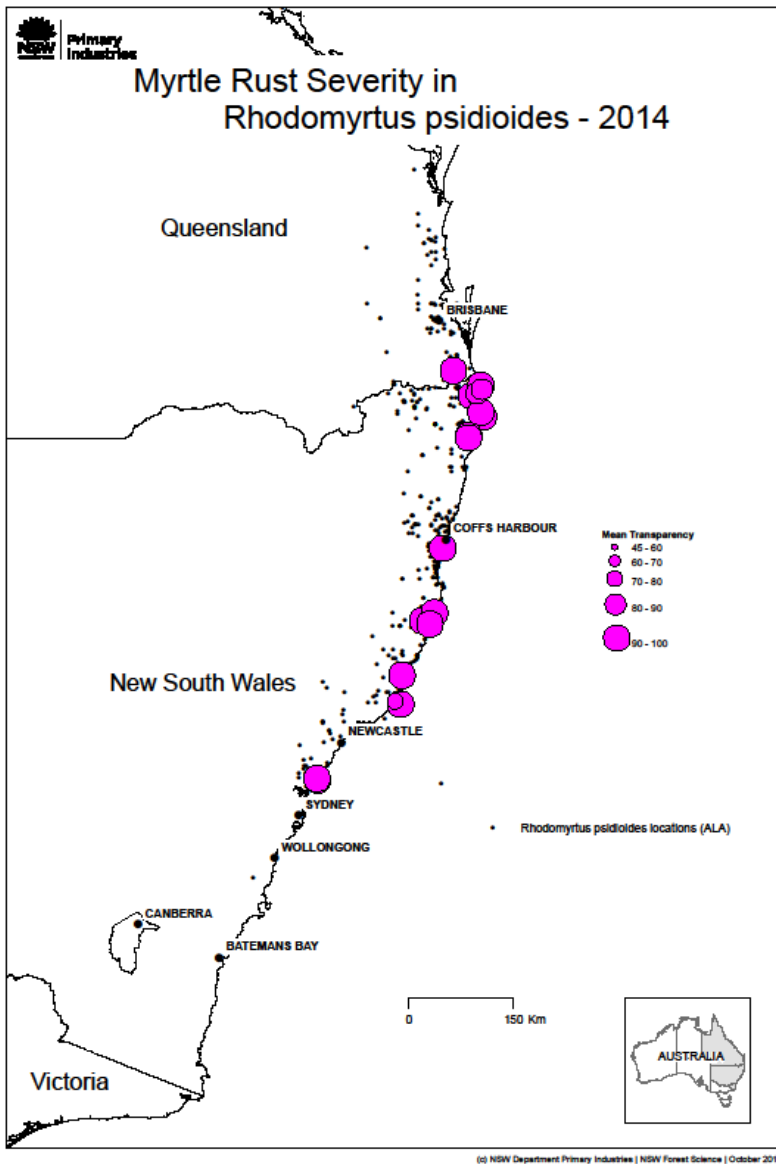 NSW
Primary
Industries
Myrtle Rust Severity in
Rhodomyrtus psidioides - 2014
Queensland
BRISBANE
COFFS HARBOUR
Mean Transparency
45 - 60
60 - 70
70 - 80
80 - 90
90 - 100
New South Wales
NEWCASTLE
SYDNEY
Rhodomyrtus psidioides locations (ALA)
WOLLONGONG
CANBERRA
BATEMANS BAY
0 150 Km
AUSTRALIA
Victoria
(c) NSW Department Primary Industries | NSW Forest Science | October 201